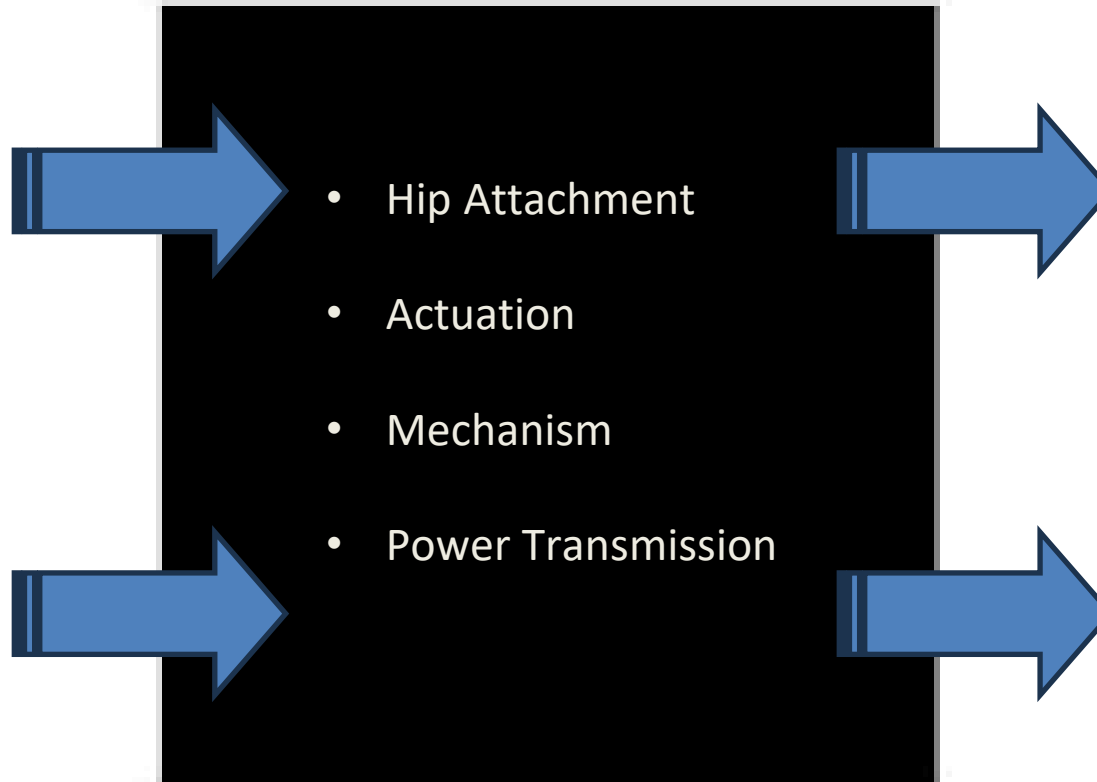 • Hip Attachment
• Actuation
• Mechanism
• Power Transmission